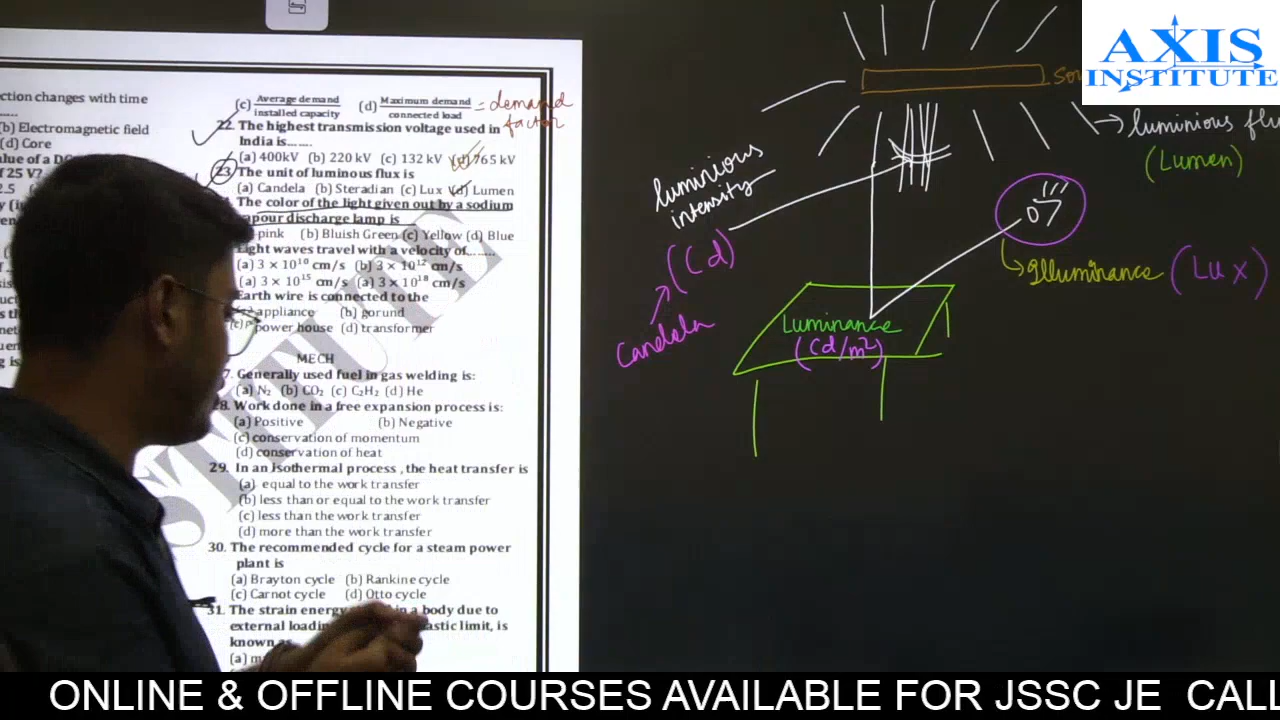 AXIS
INSTITUTE
ction changes with time
(b) Electromagnetic field
(d) Core
(c) Average demand / installed capacity (d) Maximum demand / connected load = demand factor
22. The highest transmission voltage used in
India is.......
(a) 400kV (b) 220 kV (c) 132 kV (d) 765 kV
23. The unit of luminous flux is
(a) Candela (b) Steradian (c) Lux (d) Lumen
The color of the light given out by a sodium
apour discharge lamp is
pink (b) Bluish Green (c) Yellow (d) Blue
Light waves travel with a velocity of........
(a) 3 × 10¹⁰ cm/s (b) 3 × 10¹² cm/s
(a) 3 × 10¹⁵ cm/s (a) 3 × 10¹⁸ cm/s
Earth wire is connected to the
appliance (b) gorund
(c) power house (d) transformer
MECH
7. Generally used fuel in gas welding is:
(a) N₂ (b) CO₂ (c) C₂H₂ (d) He
28. Work done in a free expansion process is:
(a) Positive (b) Negative
(c) conservation of momentum
(d) conservation of heat
29. In an Isothermal process , the heat transfer is
(a) equal to the work transfer
(b) less than or equal to the work transfer
(c) less than the work transfer
(d) more than the work transfer
30. The recommended cycle for a steam power
plant is
(a) Brayton cycle (b) Rankine cycle
(c) Carnot cycle (d) Otto cycle
31. The strain energy in a body due to
external loadin astic limit, is
known as
(a) m
Sou
luminious flu
(Lumen)
luminious
intensity
(Cd)
Candela
illuminance (Lux)
Luminance
(Cd/m²)
ONLINE & OFFLINE COURSES AVAILABLE FOR JSSC JE CALL